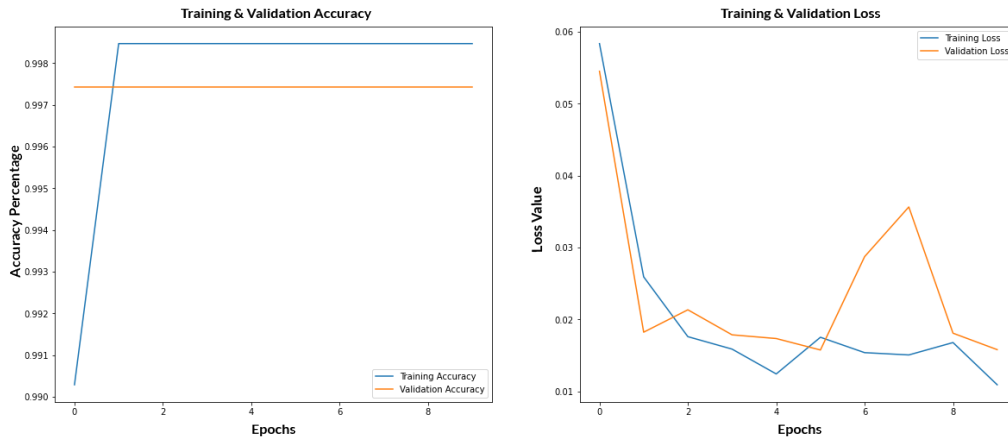 Training & Validation Accuracy
Accuracy Percentage
0.998
0.997
0.996
0.995
0.994
0.993
0.992
0.991
0.990
0
2
4
6
8
Epochs
Training Accuracy
Validation Accuracy
Training & Validation Loss
Loss Value
0.06
0.05
0.04
0.03
0.02
0.01
0
2
4
6
8
Epochs
Training Loss
Validation Loss